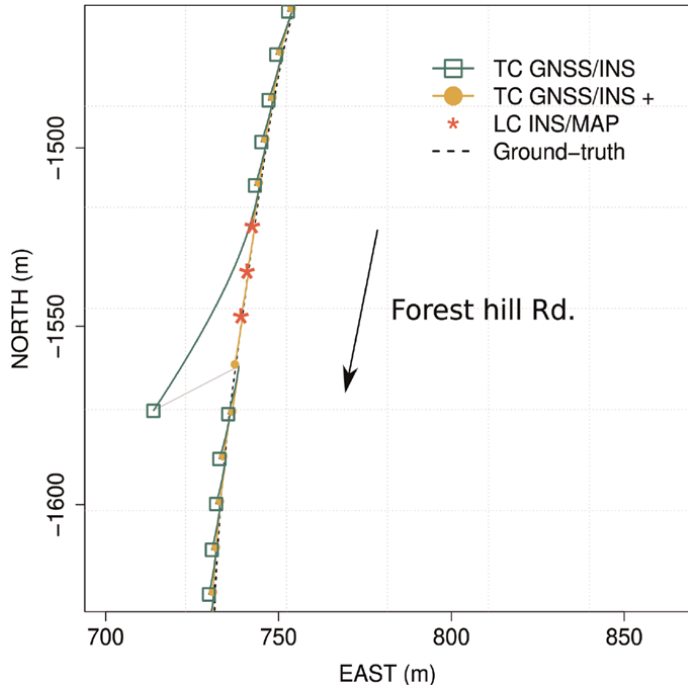 TC GNSS/INS
TC GNSS/INS +
LC INS/MAP
Ground−truth
−1500
−1550
−1600
NORTH (m)
Forest hill Rd.
700
750
800
850
EAST (m)